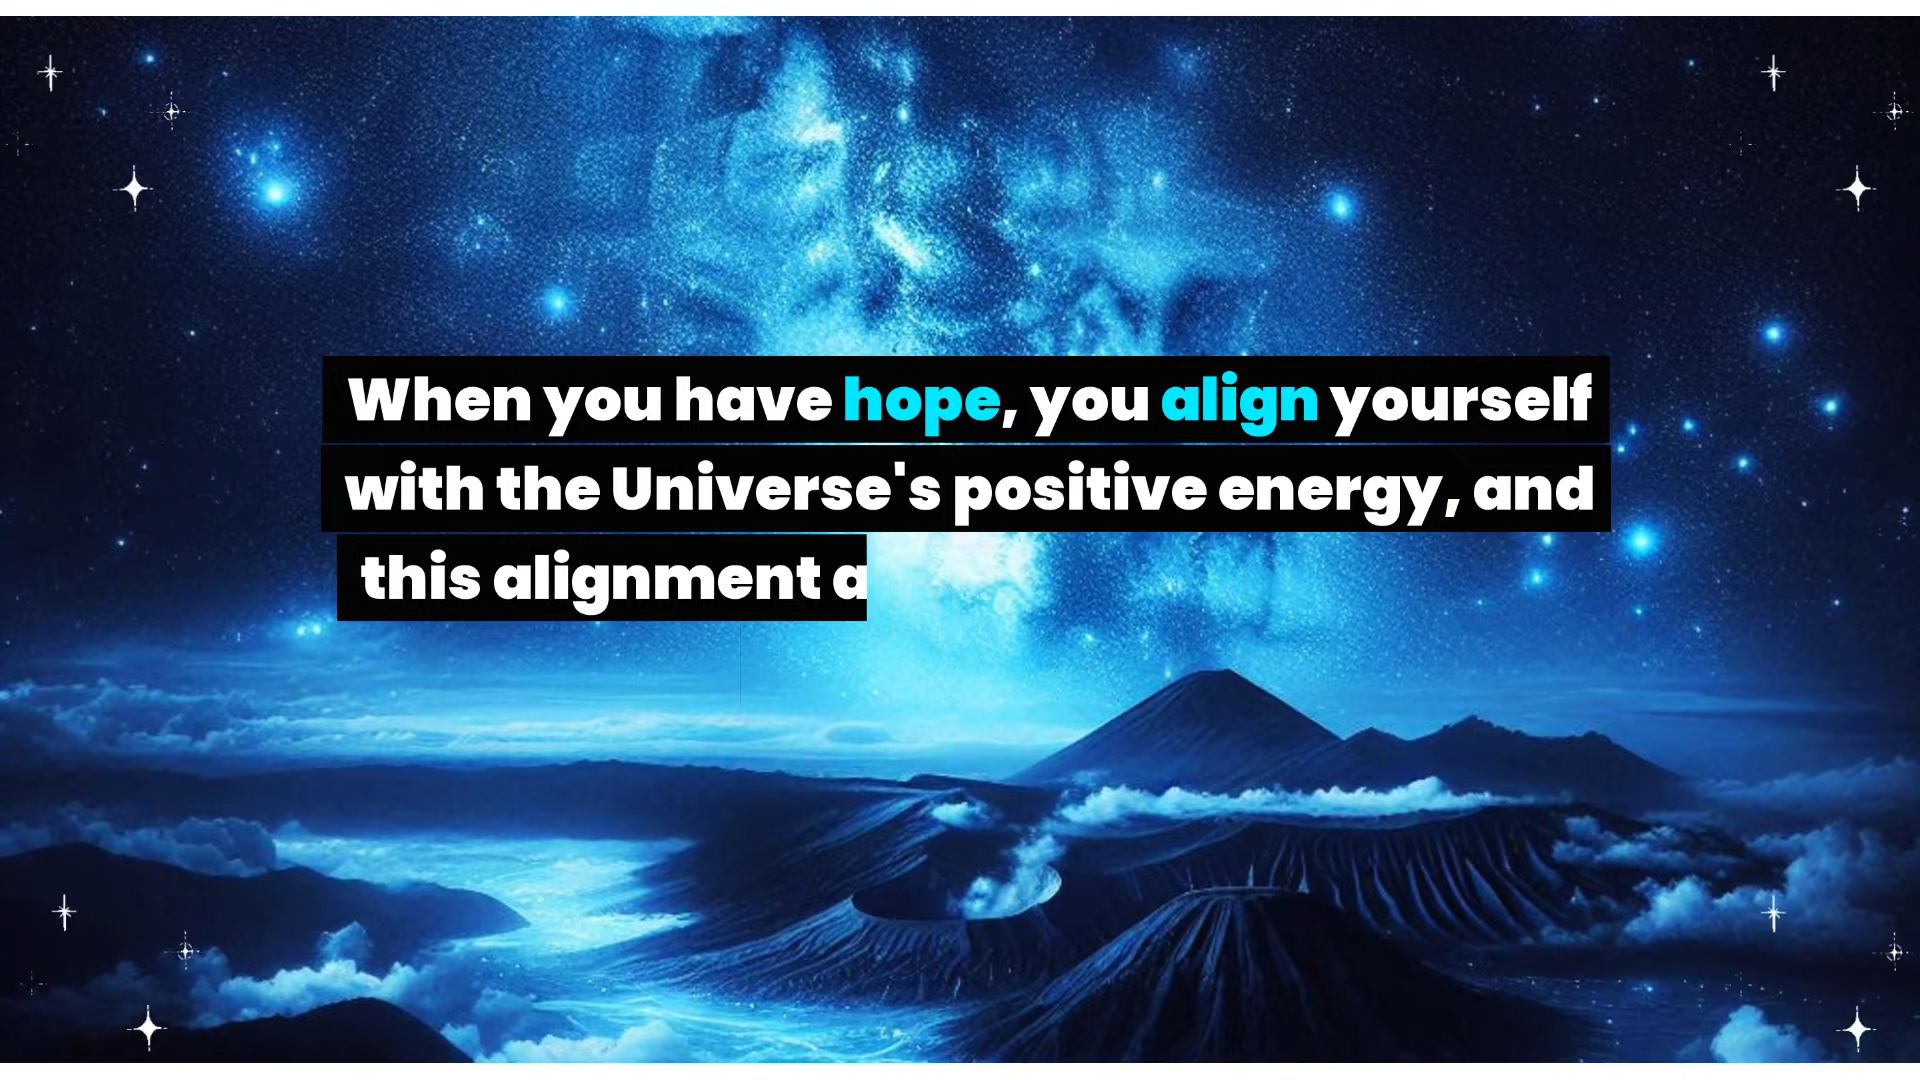 When you have hope, you align yourself
with the Universe's positive energy, and
this alignment a